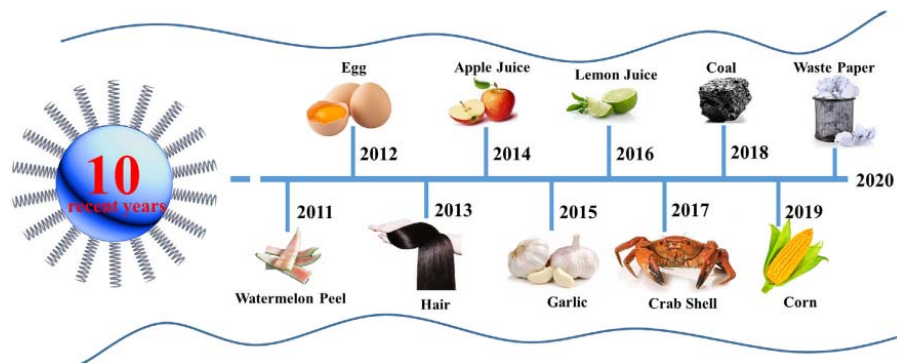 Egg
Apple Juice
Lemon Juice
Coal
Waste Paper
10
recent years
2012
2014
2016
2018
2020
2011
2013
2015
2017
2019
Watermelon Peel
Hair
Garlic
Crab Shell
Corn